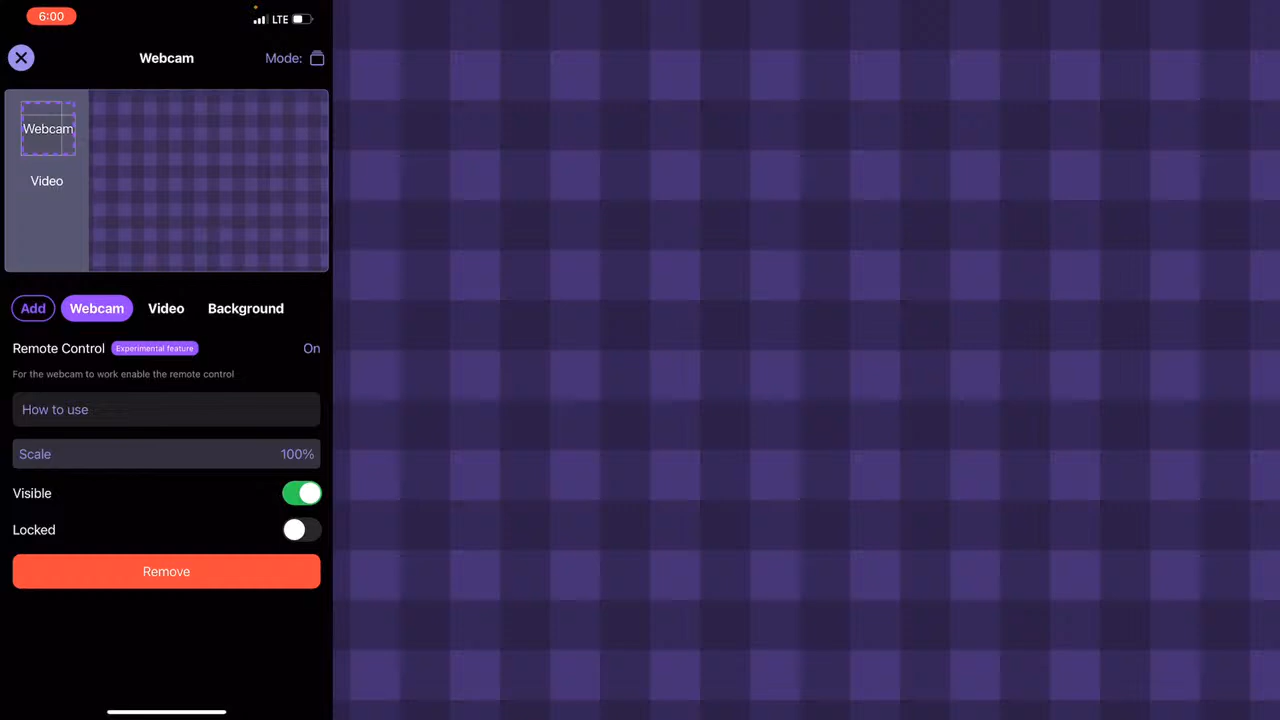 6:00
LTE
Webcam
Mode:
Webcam
Video
Add
Webcam
Video
Background
Remote Control
Experimental feature
On
For the webcam to work enable the remote control
How to use
Scale
100%
Visible
Locked
Remove